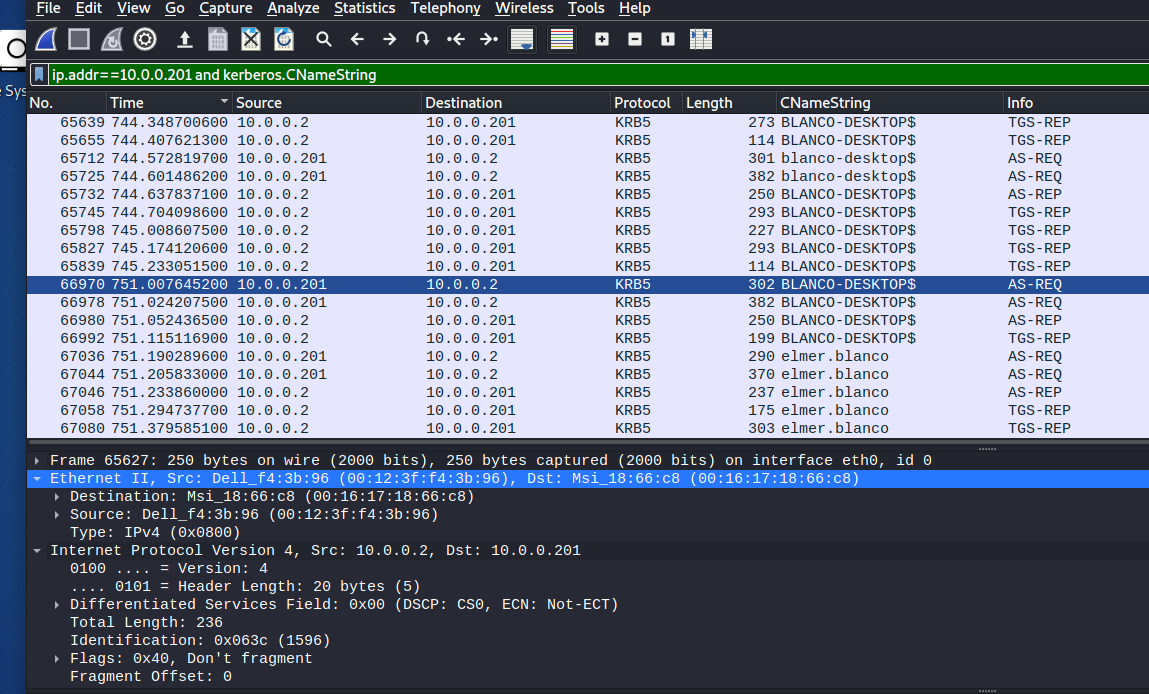 File Edit View Go Capture Analyze Statistics Telephony Wireless Tools Help
ip.addr==10.0.0.201 and kerberos.CNameString
e Sys
No. Time Source Destination Protocol Length CNameString Info
65639 744.348700600 10.0.0.2 10.0.0.201 KRB5 273 BLANCO-DESKTOP$ TGS-REP
65655 744.407621300 10.0.0.2 10.0.0.201 KRB5 114 BLANCO-DESKTOP$ TGS-REP
65712 744.572819700 10.0.0.201 10.0.0.2 KRB5 301 blanco-desktop$ AS-REQ
65725 744.601486200 10.0.0.201 10.0.0.2 KRB5 382 blanco-desktop$ AS-REQ
65732 744.637837100 10.0.0.2 10.0.0.201 KRB5 250 BLANCO-DESKTOP$ AS-REP
65745 744.704098600 10.0.0.2 10.0.0.201 KRB5 293 BLANCO-DESKTOP$ TGS-REP
65798 745.008607500 10.0.0.2 10.0.0.201 KRB5 227 BLANCO-DESKTOP$ TGS-REP
65827 745.174120600 10.0.0.2 10.0.0.201 KRB5 293 BLANCO-DESKTOP$ TGS-REP
65839 745.233051500 10.0.0.2 10.0.0.201 KRB5 114 BLANCO-DESKTOP$ TGS-REP
66970 751.007645200 10.0.0.201 10.0.0.2 KRB5 302 BLANCO-DESKTOP$ AS-REQ
66978 751.024207500 10.0.0.201 10.0.0.2 KRB5 382 BLANCO-DESKTOP$ AS-REQ
66980 751.052436500 10.0.0.2 10.0.0.201 KRB5 250 BLANCO-DESKTOP$ AS-REP
66992 751.115116900 10.0.0.2 10.0.0.201 KRB5 199 BLANCO-DESKTOP$ TGS-REP
67036 751.190289600 10.0.0.201 10.0.0.2 KRB5 290 elmer.blanco AS-REQ
67044 751.205833000 10.0.0.201 10.0.0.2 KRB5 370 elmer.blanco AS-REQ
67046 751.233860000 10.0.0.2 10.0.0.201 KRB5 237 elmer.blanco AS-REP
67058 751.294737700 10.0.0.2 10.0.0.201 KRB5 175 elmer.blanco TGS-REP
67080 751.379585100 10.0.0.2 10.0.0.201 KRB5 303 elmer.blanco TGS-REP
Frame 65627: 250 bytes on wire (2000 bits), 250 bytes captured (2000 bits) on interface eth0, id 0
Ethernet II, Src: Dell_f4:3b:96 (00:12:3f:f4:3b:96), Dst: Msi_18:66:c8 (00:16:17:18:66:c8)
Destination: Msi_18:66:c8 (00:16:17:18:66:c8)
Source: Dell_f4:3b:96 (00:12:3f:f4:3b:96)
Type: IPv4 (0x0800)
Internet Protocol Version 4, Src: 10.0.0.2, Dst: 10.0.0.201
0100 .... = Version: 4
.... 0101 = Header Length: 20 bytes (5)
Differentiated Services Field: 0x00 (DSCP: CS0, ECN: Not-ECT)
Total Length: 236
Identification: 0x063c (1596)
Flags: 0x40, Don't fragment
Fragment Offset: 0